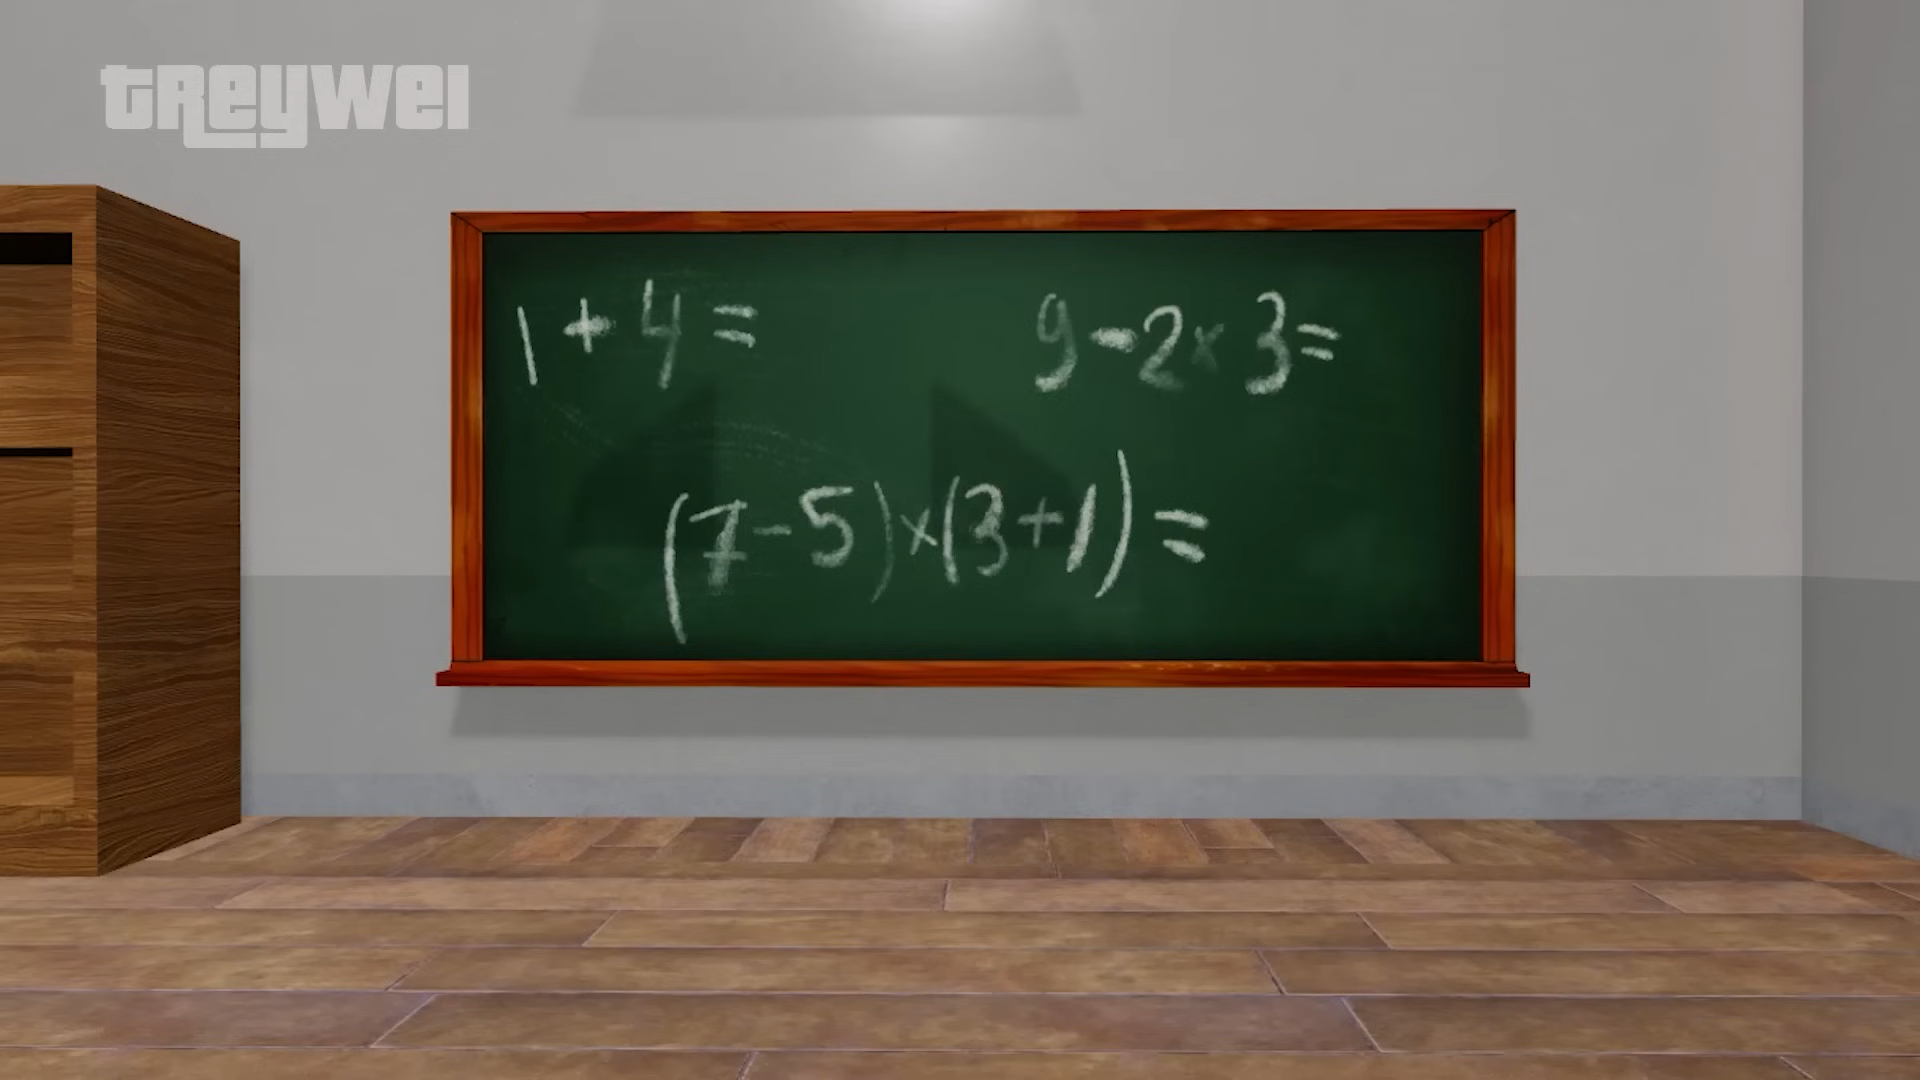 TREYWEI
1 + 4 =
9 - 2 × 3 =
(7 - 5) × (3 + 1) =